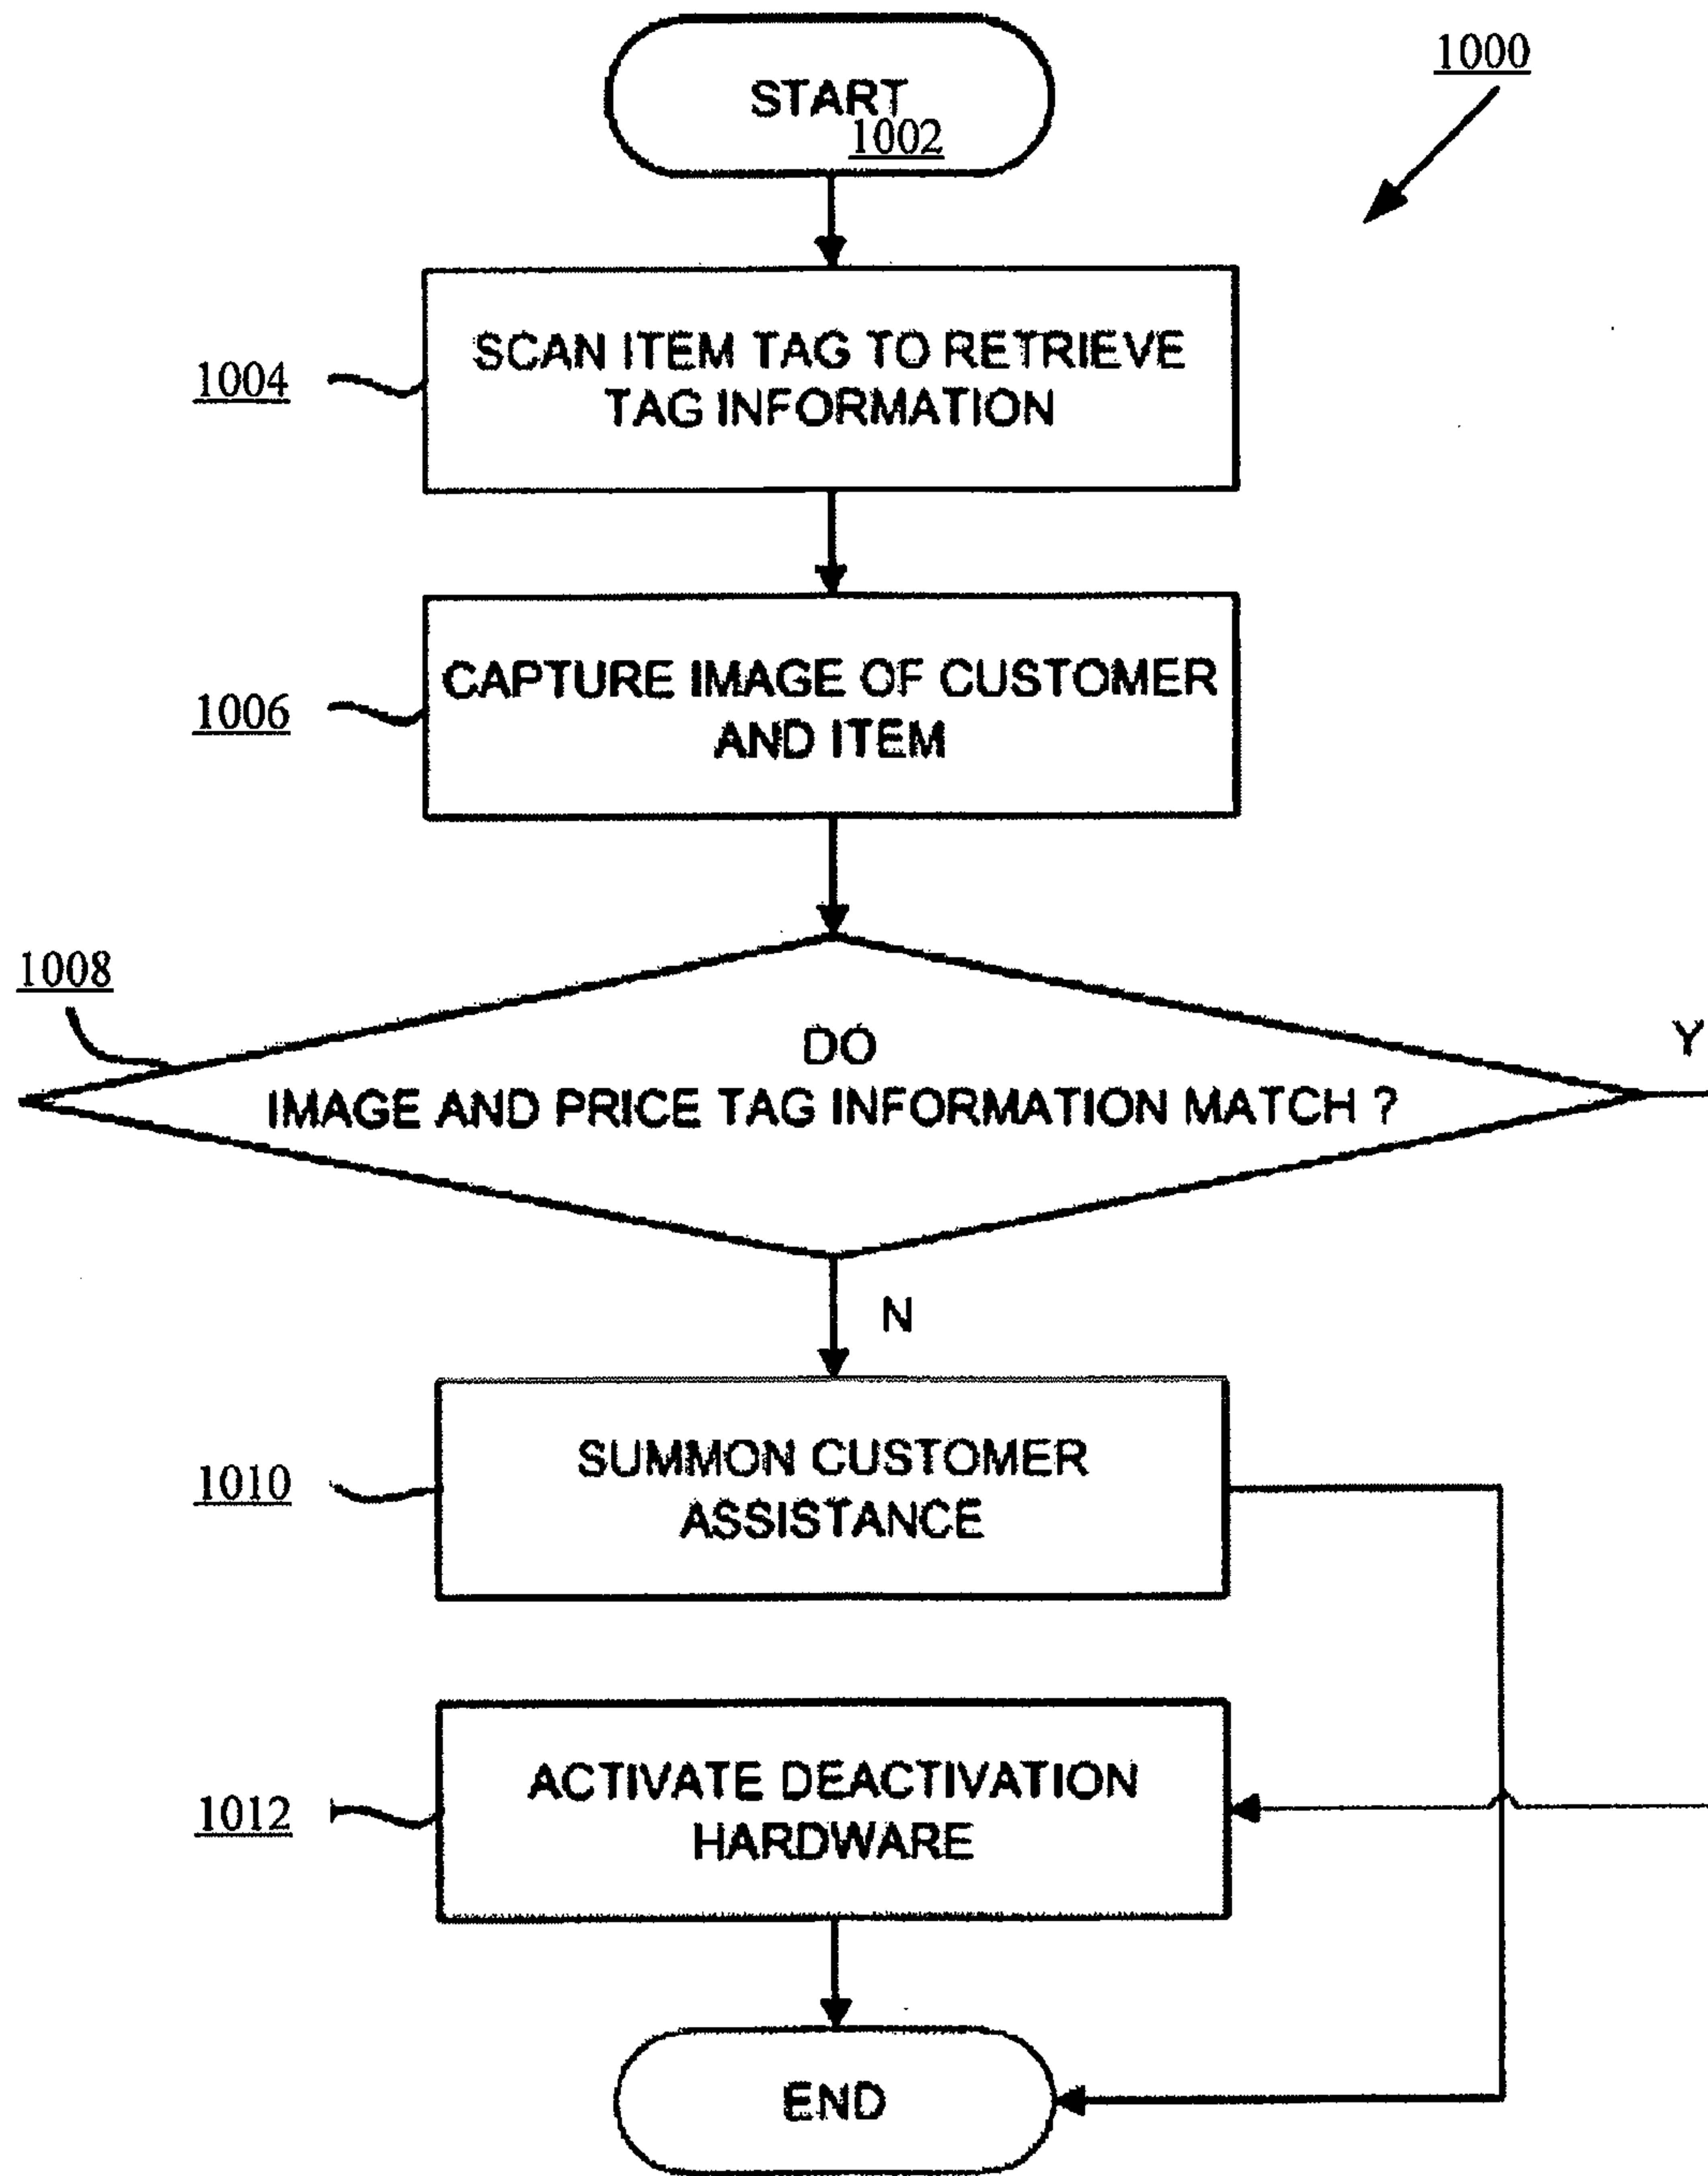 1000
START
1002
SCAN ITEM TAG TO RETRIEVE
TAG INFORMATION
1004
CAPTURE IMAGE OF CUSTOMER
AND ITEM
1006
1008
DO
IMAGE AND PRICE TAG INFORMATION MATCH ?
Y
N
SUMMON CUSTOMER
ASSISTANCE
1010
ACTIVATE DEACTIVATION
HARDWARE
1012
END